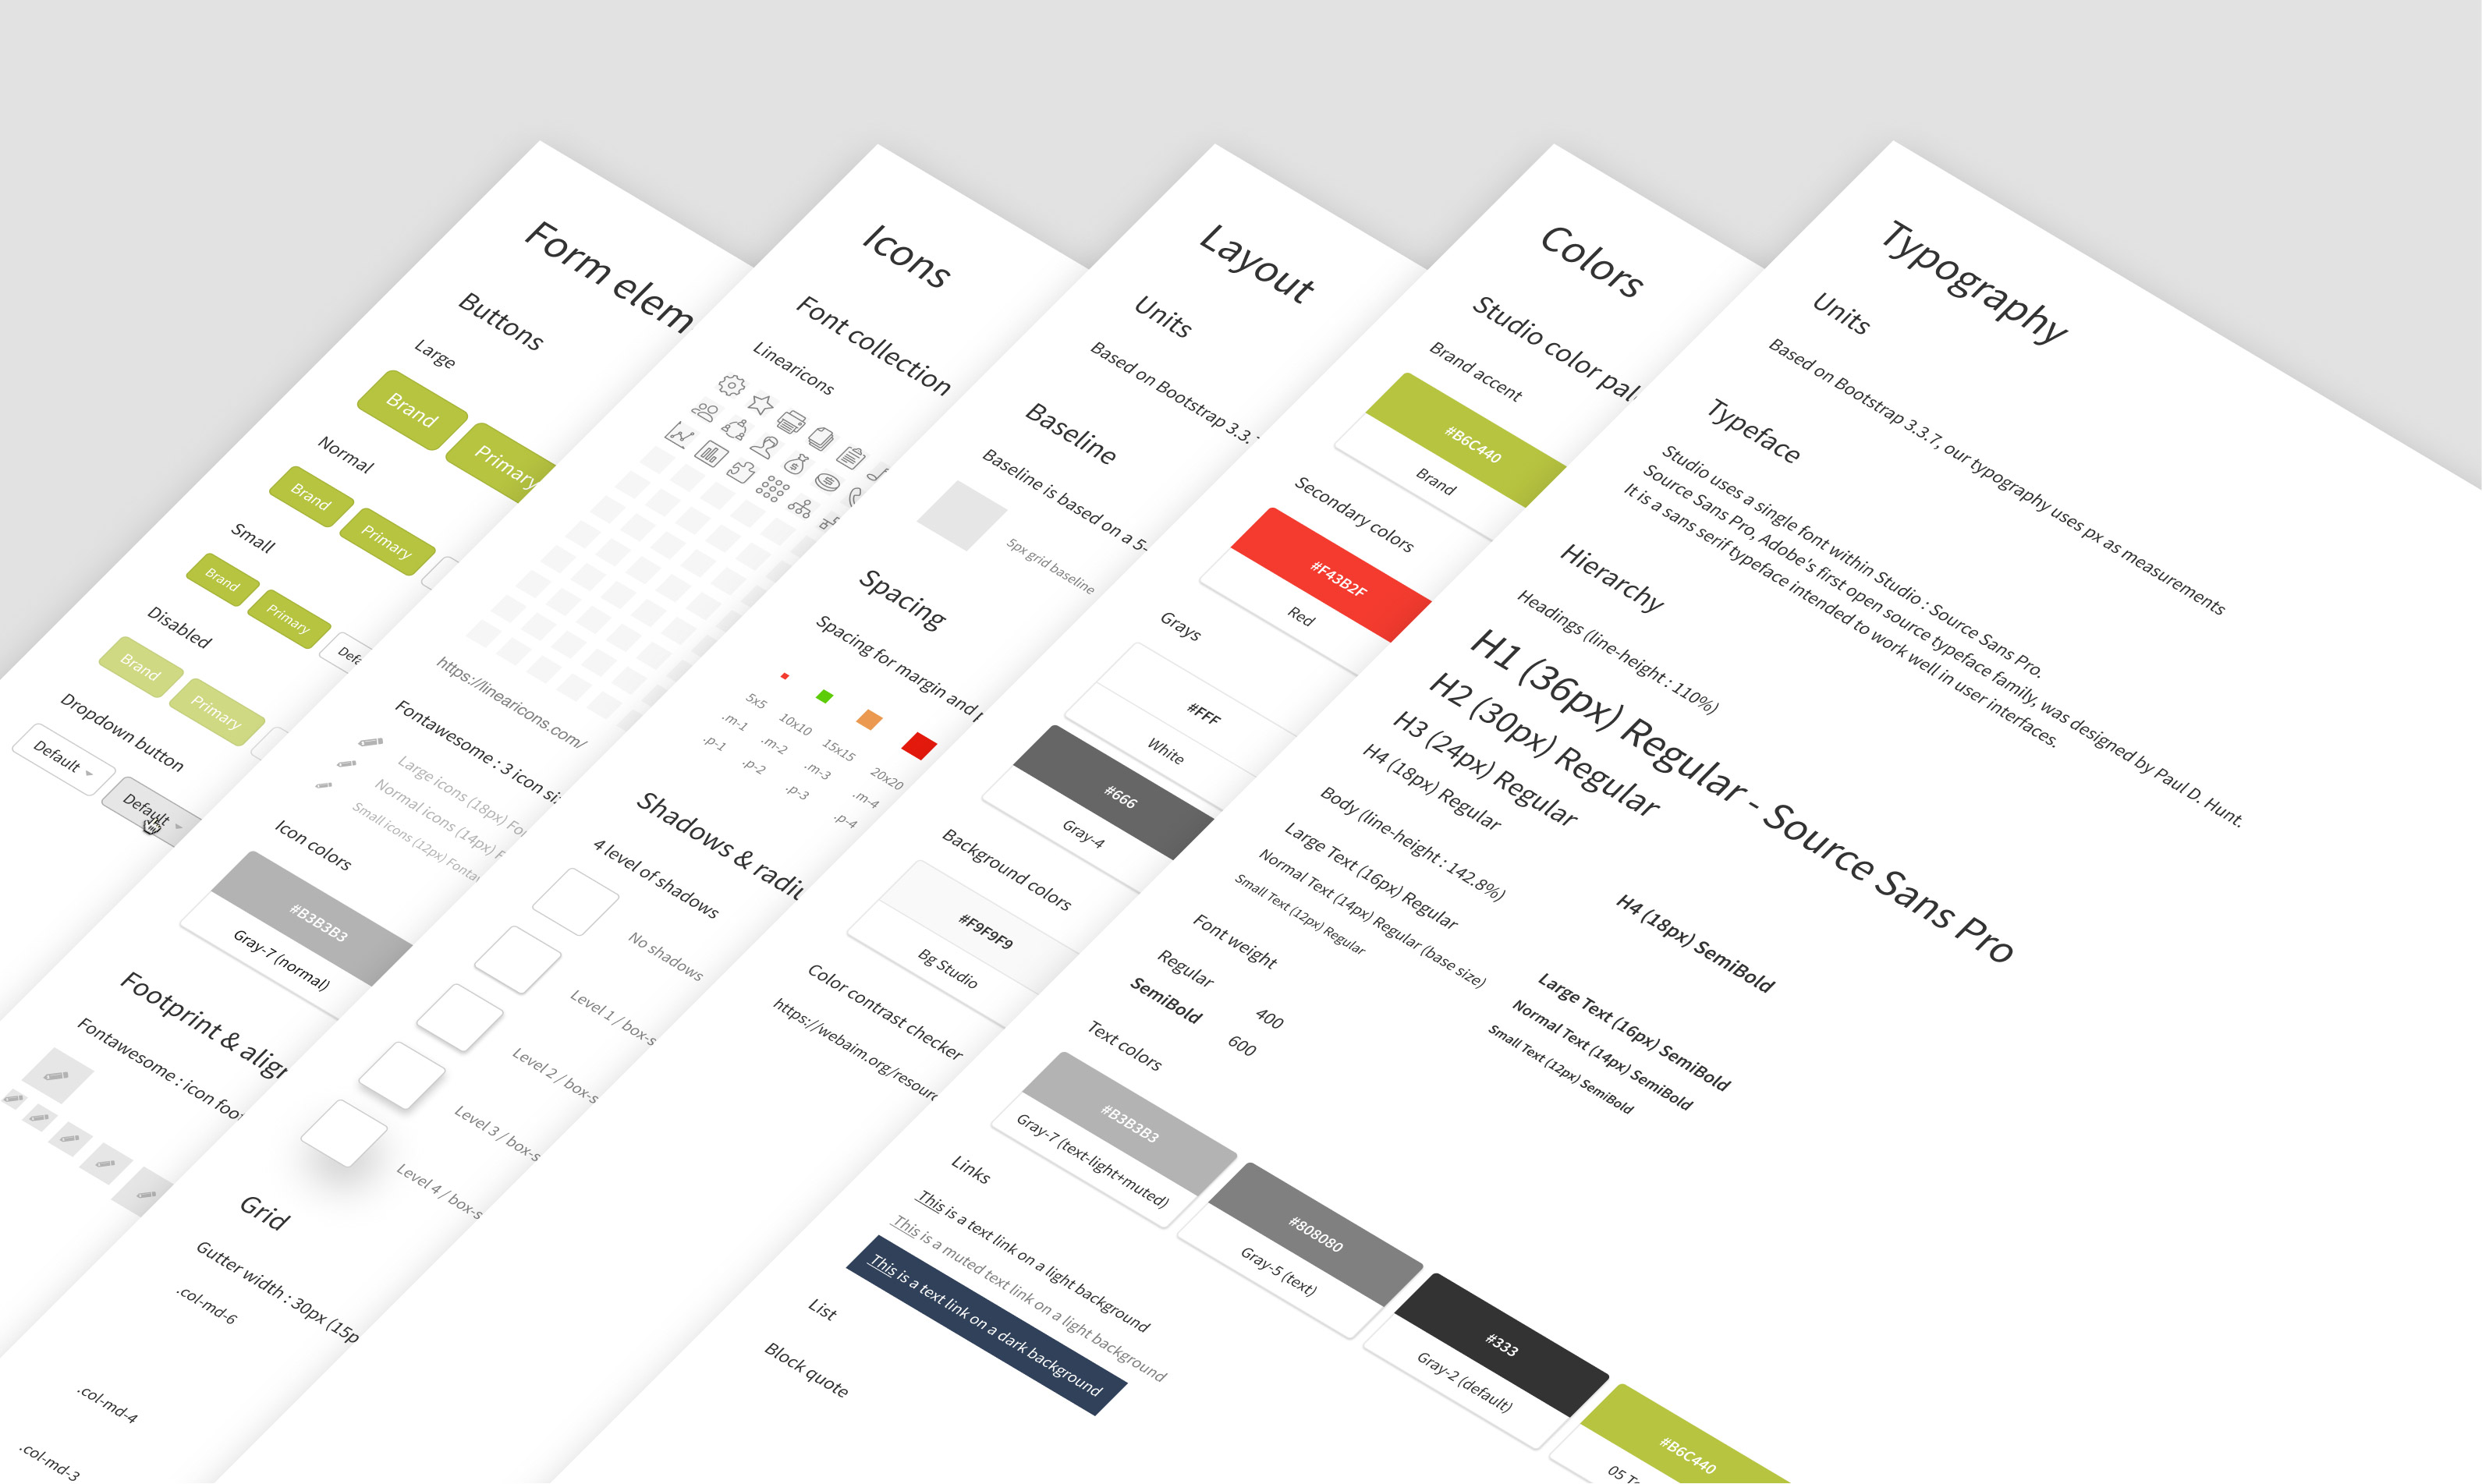 Form elem
Buttons
Large
Brand
Primary
Normal
Brand
Primary
Small
Brand
Primary
Disabled
Brand
Primary
Dropdown button
Default
Default
Icons
Font collection
Linearicons
https://linearicons.com/
Fontawesome : 3 icon
Large icons (18px)
Normal icons (14px)
Small icons (12px)
Icon colors
#B3B3B3
Gray-7 (normal)
Footprint &
Fontawesome : icon
Layout
Units
Based on Bootstrap 3.3.
Baseline
Baseline is based on a 5-
5px grid baseline
Spacing
Spacing for margin and
5x5
10x10
15x15
20x20
.m-1
.m-2
.m-3
.m-4
.p-1
.p-2
.p-3
.p-4
Shadows &
4 level of shadows
No shadows
Level 1 / box-s
Level 2 / box-s
Level 3 / box-s
Level 4 / box-s
Grid
Gutter width : 30px (15p
.col-md-6
.col-md-4
.col-md-3
Colors
Studio color
Brand accent
#B6C440
Brand
Secondary colors
#F43B2F
Red
Grays
#FFF
White
#666
Gray-4
Background colors
#F9F9F9
Bg Studio
Color contrast checker
https://webaim.org/resour
Typography
Units
Based on Bootstrap 3.3.7, our typography uses px as measurements
Typeface
Studio uses a single font within Studio : Source Sans Pro.
Source Sans Pro, Adobe's first open source typeface family, was designed by Paul D. Hunt.
It is a sans serif typeface intended to work well in user interfaces.
Hierarchy
Headings (line-height : 110%)
H1 (36px) Regular - Source Sans Pro
H2 (30px) Regular
H3 (24px) Regular
H4 (18px) Regular
H4 (18px) SemiBold
Body (line-height : 142.8%)
Large Text (16px) Regular
Large Text (16px) SemiBold
Normal Text (14px) Regular (base size)
Normal Text (14px) SemiBold
Small Text (12px) Regular
Small Text (12px) SemiBold
Font weight
Regular 400
SemiBold 600
Text colors
#B3B3B3
Gray-7 (text-light+muted)
#808080
Gray-5 (text)
#333
Gray-2 (default)
#B6C440
05
Links
This is a text link on a light background
This is a muted text link on a light background
This is a text link on a dark background
List
Block quote